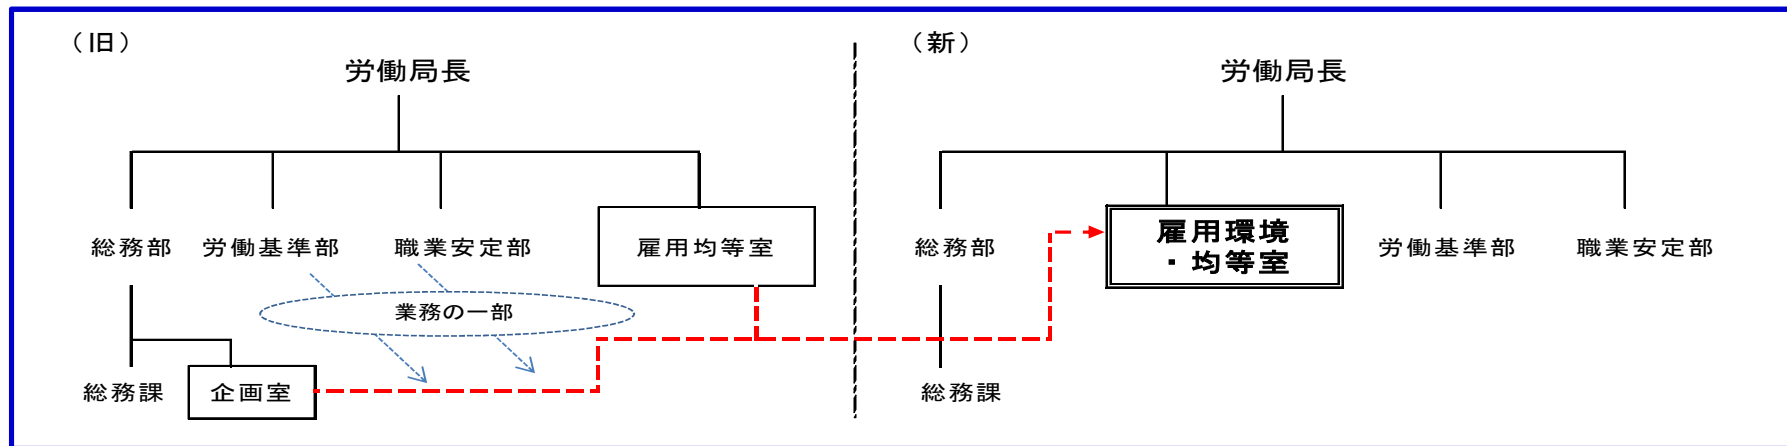 （旧）
労働局長
総務部
労働基準部
職業安定部
雇用均等室
業務の一部
総務課
企画室
（新）
労働局長
総務部
雇用環境
・均等室
労働基準部
職業安定部
総務課